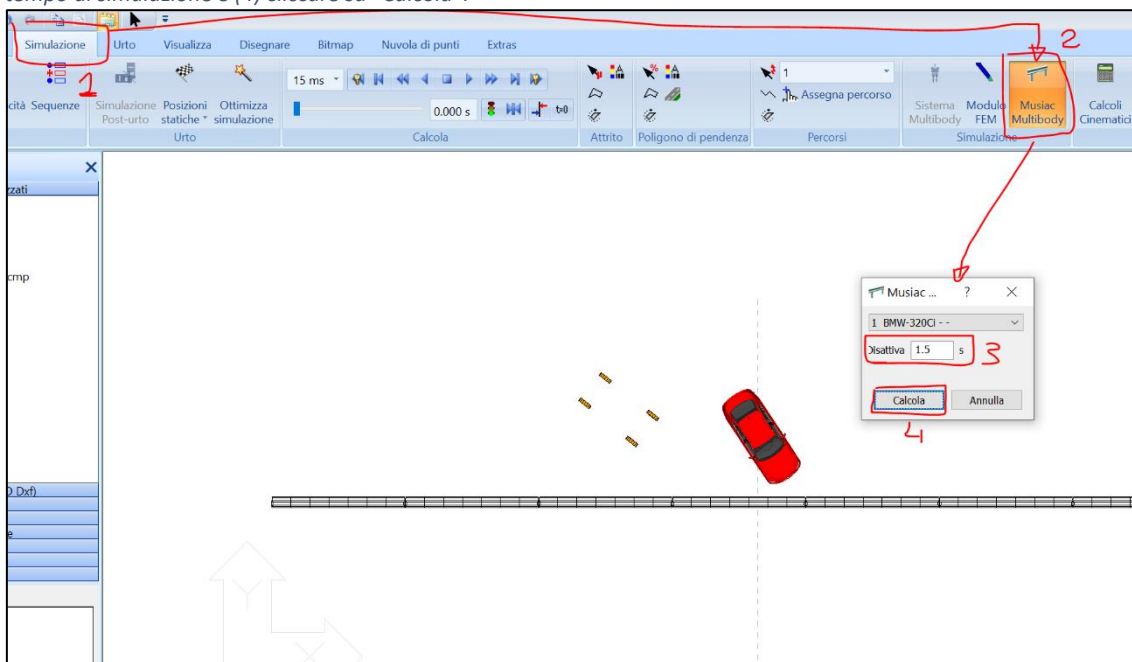 tempo di simulazione e (4) cliccare su "Calcola".
Simulazione Urto Visualizza Disegnare Bitmap Nuvola di punti Extras
2
1
15 ms
1
cità Sequenze
Simulazione Post-urto
Posizioni statiche
Ottimizza simulazione
0.000 s
t=0
Assegna percorso
Sistema Multibody
Modulo FEM
Musiac Multibody
Calcoli Cinematici
Urto Calcola Attrito Poligono di pendenza Percorsi Simulazione
zzati
cmp
Musiac ... ?
1 BMW-320Ci - -
Disattiva 1.5 s 3
Calcola Annulla
4
O Dxf)
e
Y
X